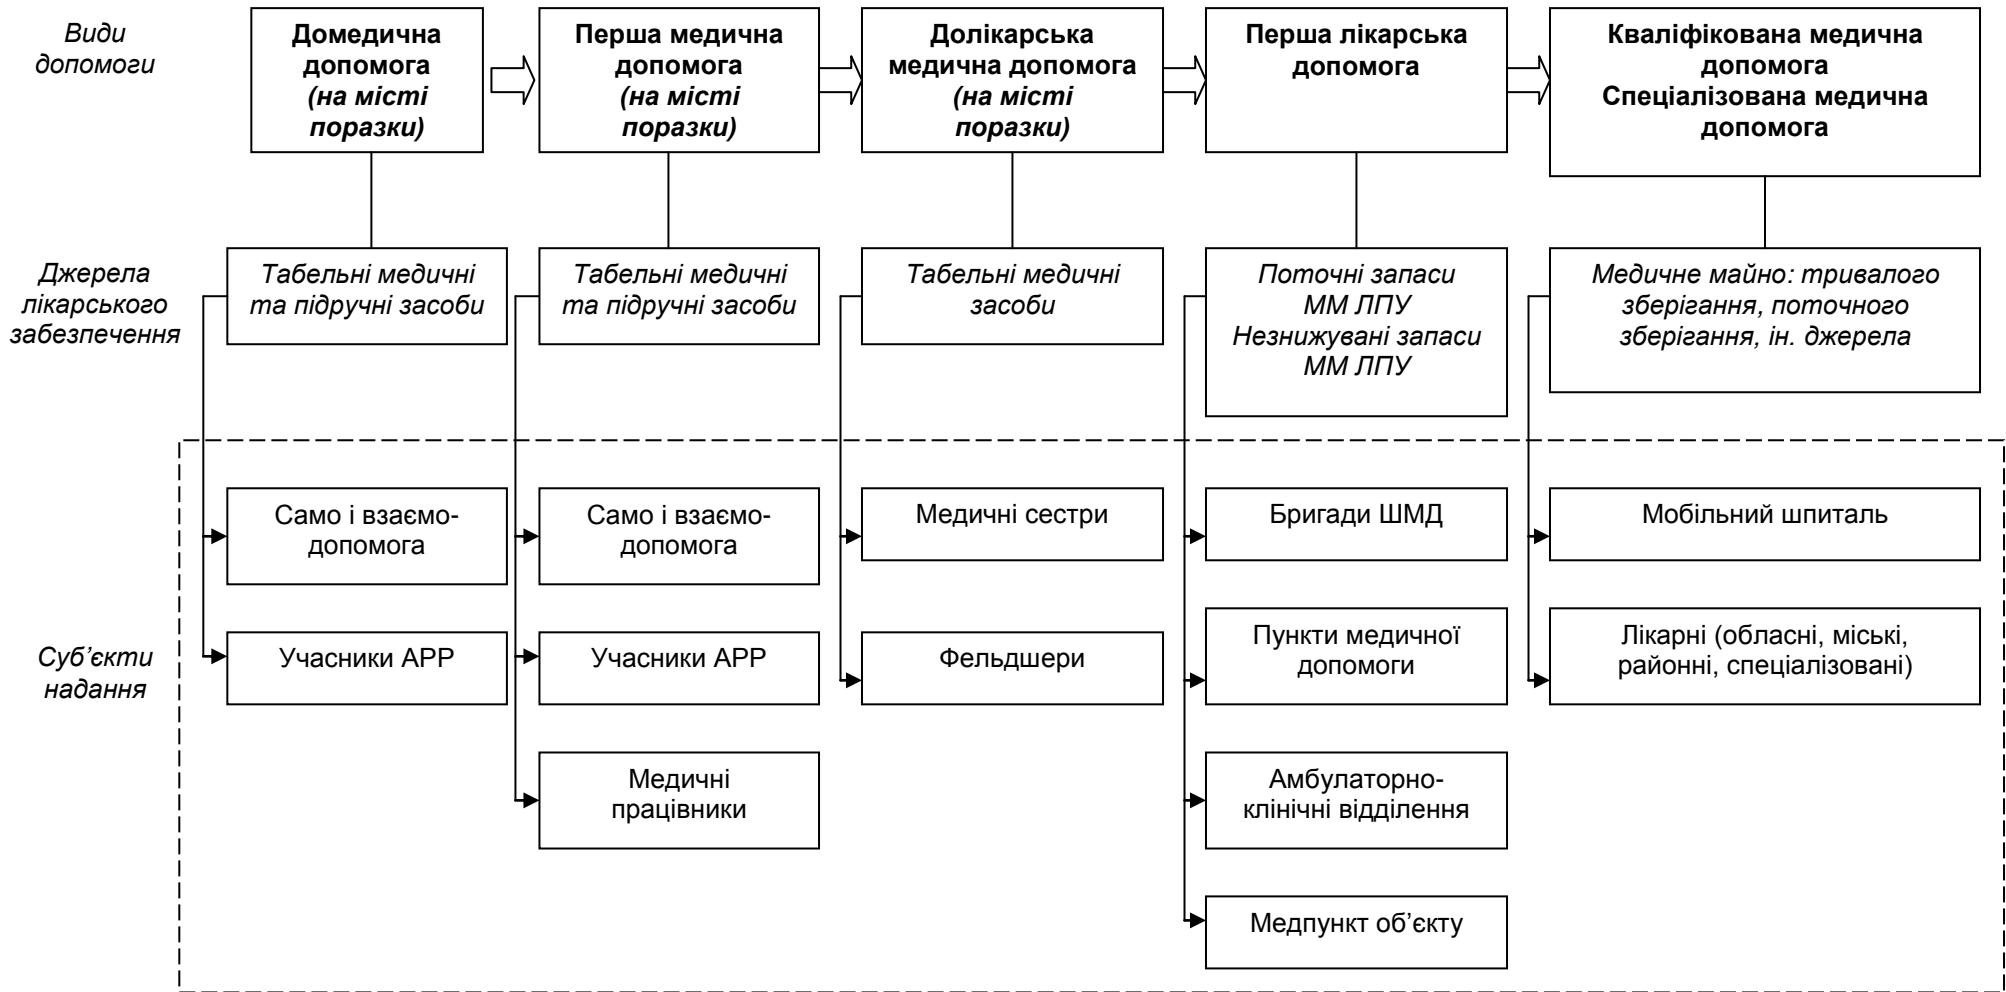 Види
допомоги
Домедична
допомога
(на місті
поразки)
Перша медична
допомога
(на місті
поразки)
Долікарська
медична допомога
(на місті
поразки)
Перша лікарська
допомога
Кваліфікована медична
допомога
Спеціалізована медична
допомога
Джерела
лікарського
забезпечення
Табельні медичні
та підручні засоби
Табельні медичні
та підручні засоби
Табельні медичні
засоби
Поточні запаси
ММ ЛПУ
Незнижувані запаси
ММ ЛПУ
Медичне майно: тривалого
зберігання, поточного
зберігання, ін. джерела
Суб’єкти
надання
Само і взаємо-
допомога
Само і взаємо-
допомога
Медичні сестри
Бригади ШМД
Мобільний шпиталь
Учасники АРР
Учасники АРР
Фельдшери
Пункти медичної
допомоги
Лікарні (обласні, міські,
районні, спеціалізовані)
Медичні
працівники
Амбулаторно-
клінічні відділення
Медпункт об’єкту